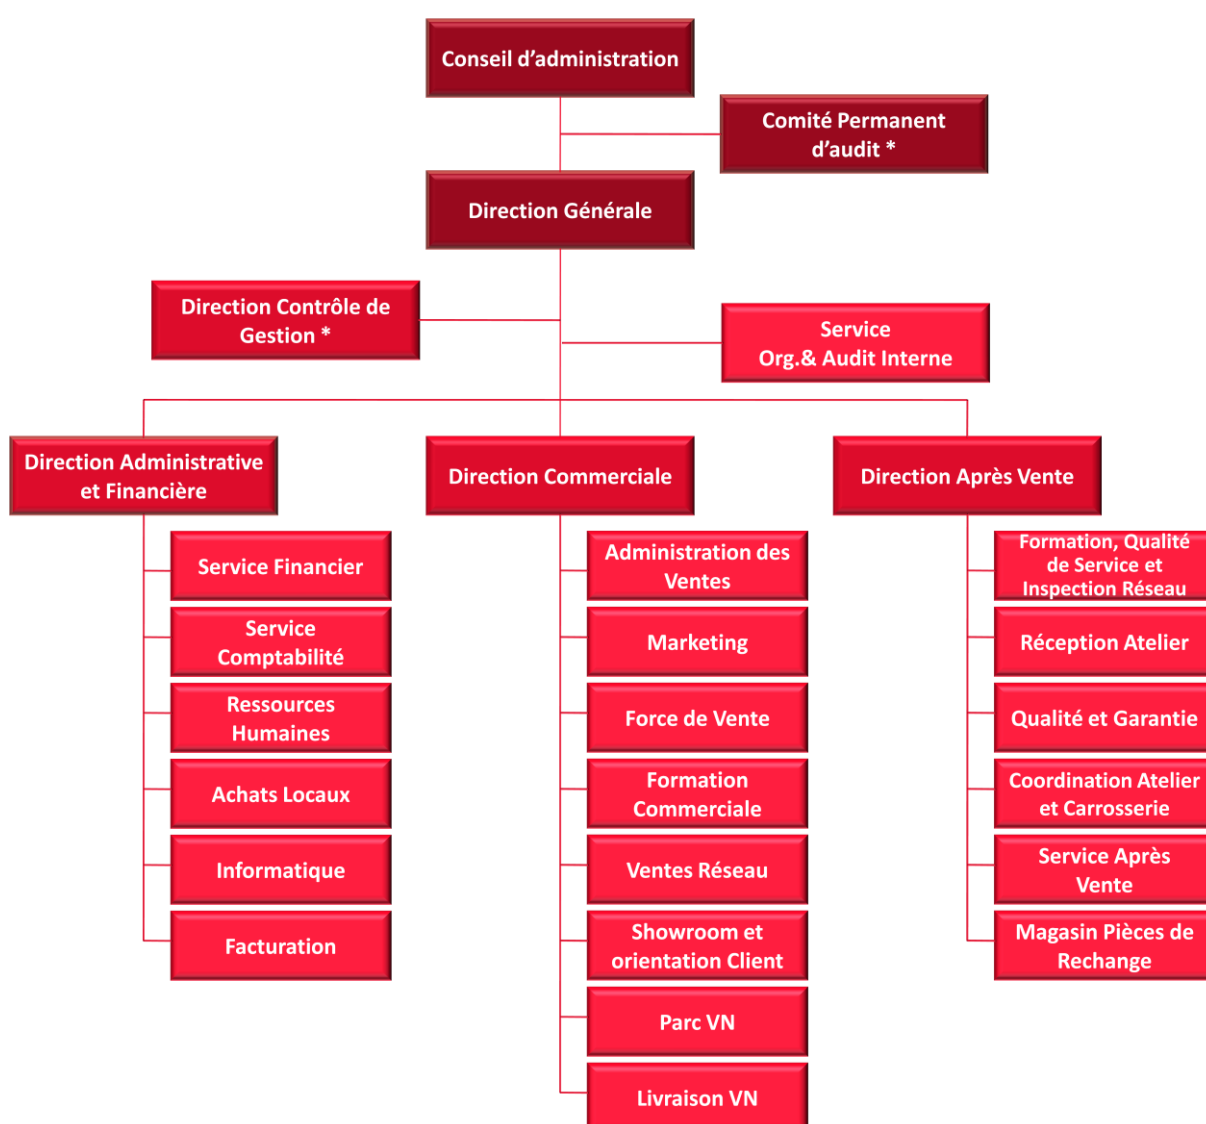 Conseil d'administration
Comité Permanent
d'audit *
Direction Générale
Direction Contrôle de
Gestion *
Service
Org.& Audit Interne
Direction Administrative
et Financière
Service Financier
Service
Comptabilité
Ressources
Humaines
Achats Locaux
Informatique
Facturation
Direction Commerciale
Administration des
Ventes
Marketing
Force de Vente
Formation
Commerciale
Ventes Réseau
Showroom et
orientation Client
Parc VN
Livraison VN
Direction Après Vente
Formation, Qualité
de Service et
Inspection Réseau
Réception Atelier
Qualité et Garantie
Coordination Atelier
et Carrosserie
Service Après
Vente
Magasin Pièces de
Rechange